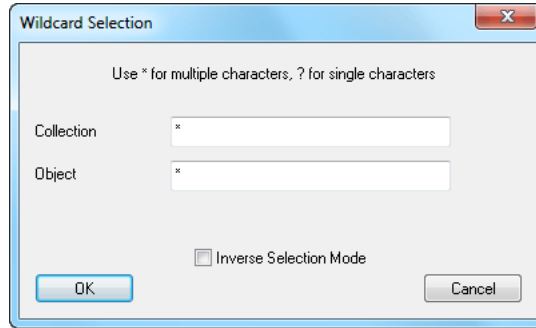 Wildcard Selection
Use * for multiple characters, ? for single characters
Collection *
Object *
Inverse Selection Mode
OK Cancel